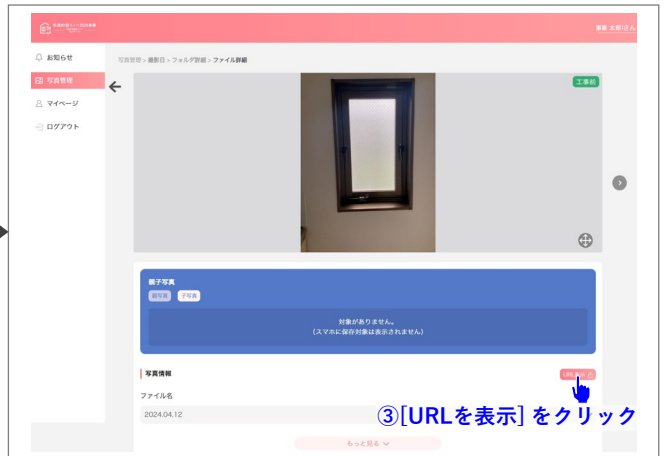 お知らせ
写真管理
マイページ
ログアウト
写真管理 > 撮影日 > フォルダ詳細 > ファイル詳細
工事前
親子写真
親写真 子写真
対象がありません。
(スマホに保存対象は表示されません)
写真情報
ファイル名
2024.04.12
③[URLを表示] をクリック
もっと見る